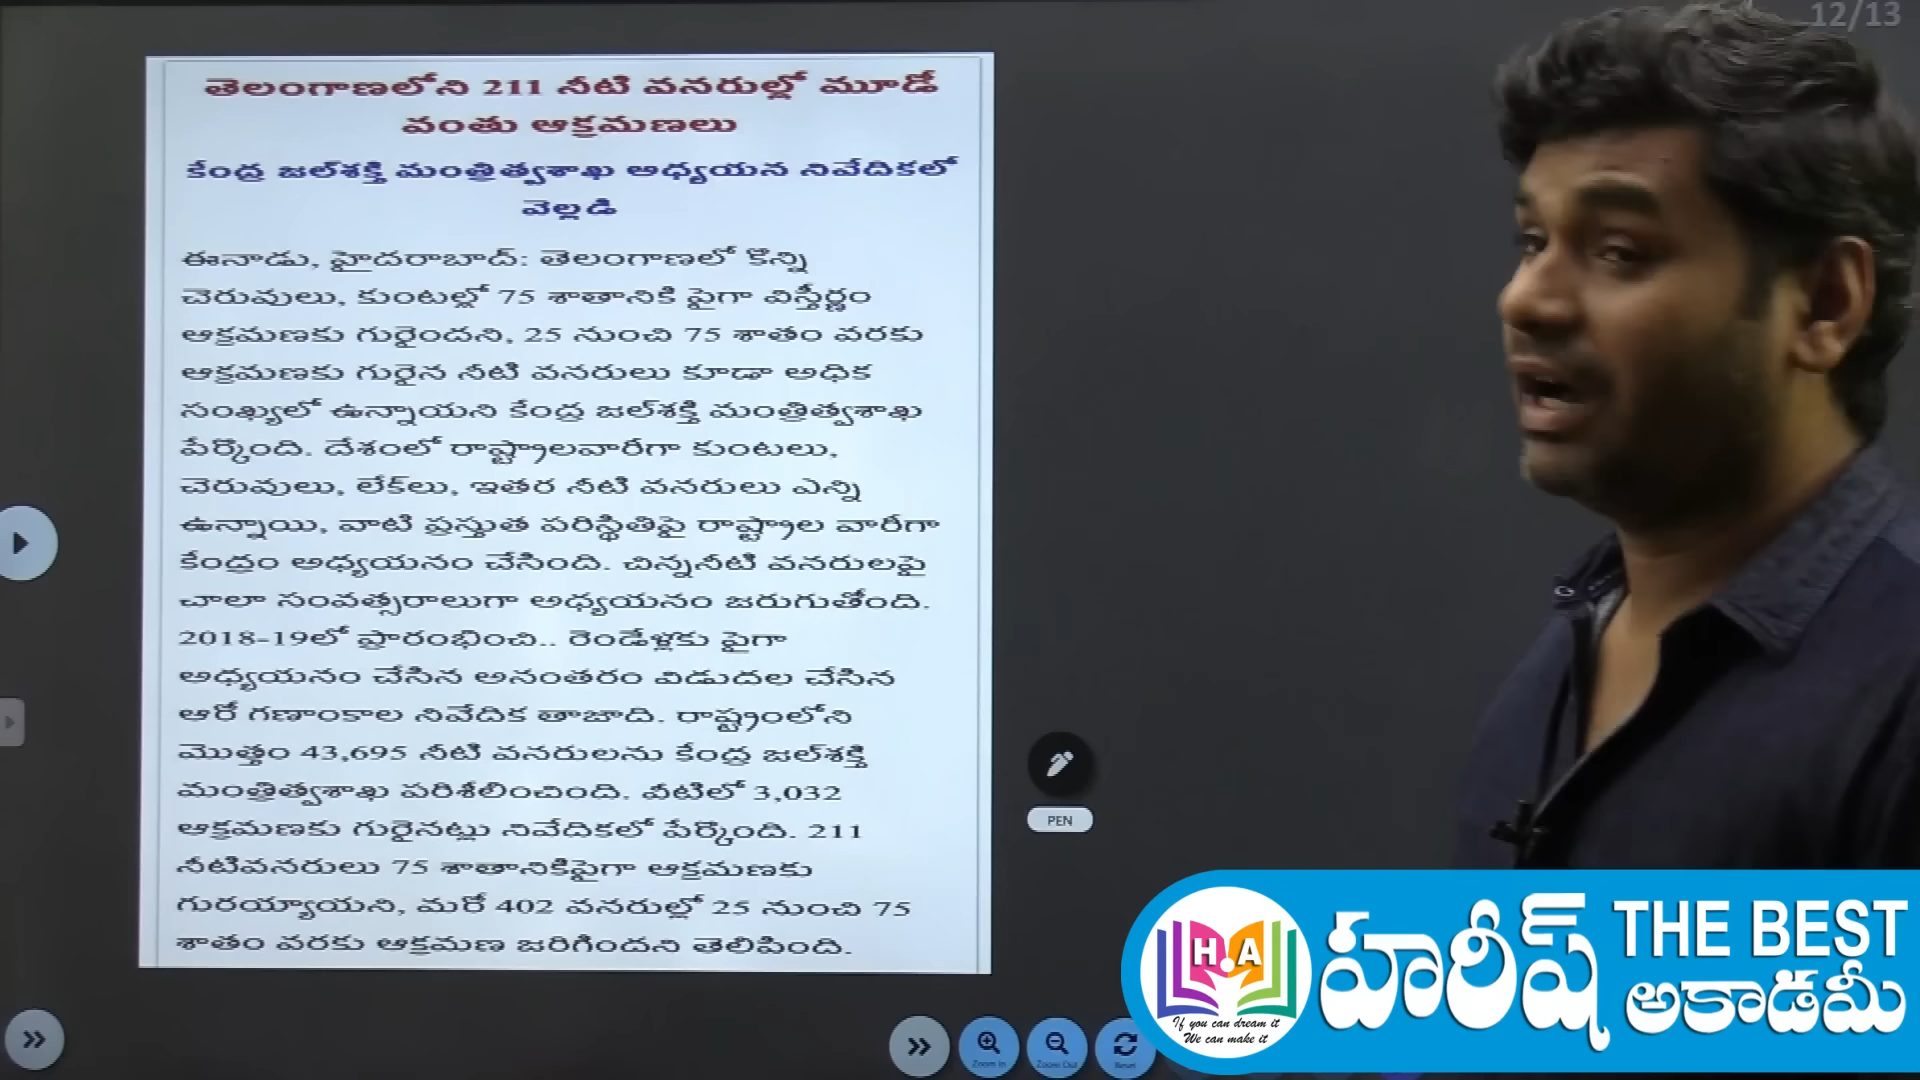 12/13
తెలంగాణలోని 211 నీటి వనరుల్లో మూడో
వంతు ఆక్రమణలు
కేంద్ర జల్‌శక్తి మంత్రిత్వశాఖ అధ్యయన నివేదికలో
వెల్లడి
ఈనాడు, హైదరాబాద్: తెలంగాణలో కొన్ని
చెరువులు, కుంటల్లో 75 శాతానికి పైగా విస్తీర్ణం
ఆక్రమణకు గురైందని, 25 నుంచి 75 శాతం వరకు
ఆక్రమణకు గురైన నీటి వనరులు కూడా అధిక
సంఖ్యలో ఉన్నాయని కేంద్ర జల్‌శక్తి మంత్రిత్వశాఖ
పేర్కొంది. దేశంలో రాష్ట్రాలవారీగా కుంటలు,
చెరువులు, లేక్‌లు, ఇతర నీటి వనరులు ఎన్ని
ఉన్నాయి, వాటి ప్రస్తుత పరిస్థితిపై రాష్ట్రాల వారీగా
కేంద్రం అధ్యయనం చేసింది. చిన్ననీటి వనరులపై
చాలా సంవత్సరాలుగా అధ్యయనం జరుగుతోంది.
2018-19లో ప్రారంభించి.. రెండేళ్లకు పైగా
అధ్యయనం చేసిన అనంతరం విడుదల చేసిన
ఆరో గణాంకాల నివేదిక తాజాది. రాష్ట్రంలోని
మొత్తం 43,695 నీటి వనరులను కేంద్ర జల్‌శక్తి
మంత్రిత్వశాఖ పరిశీలించింది. వీటిలో 3,032
ఆక్రమణకు గురైనట్లు నివేదికలో పేర్కొంది. 211
నీటివనరులు 75 శాతానికిపైగా ఆక్రమణకు
గురయ్యాయని, మరో 402 వనరుల్లో 25 నుంచి 75
శాతం వరకు ఆక్రమణ జరిగిందని తెలిపింది.
PEN
Zoom In
Zoom Out
Reset
H.A
If you can dream it
We can make it
హరీష్
THE BEST
అకాడమీ